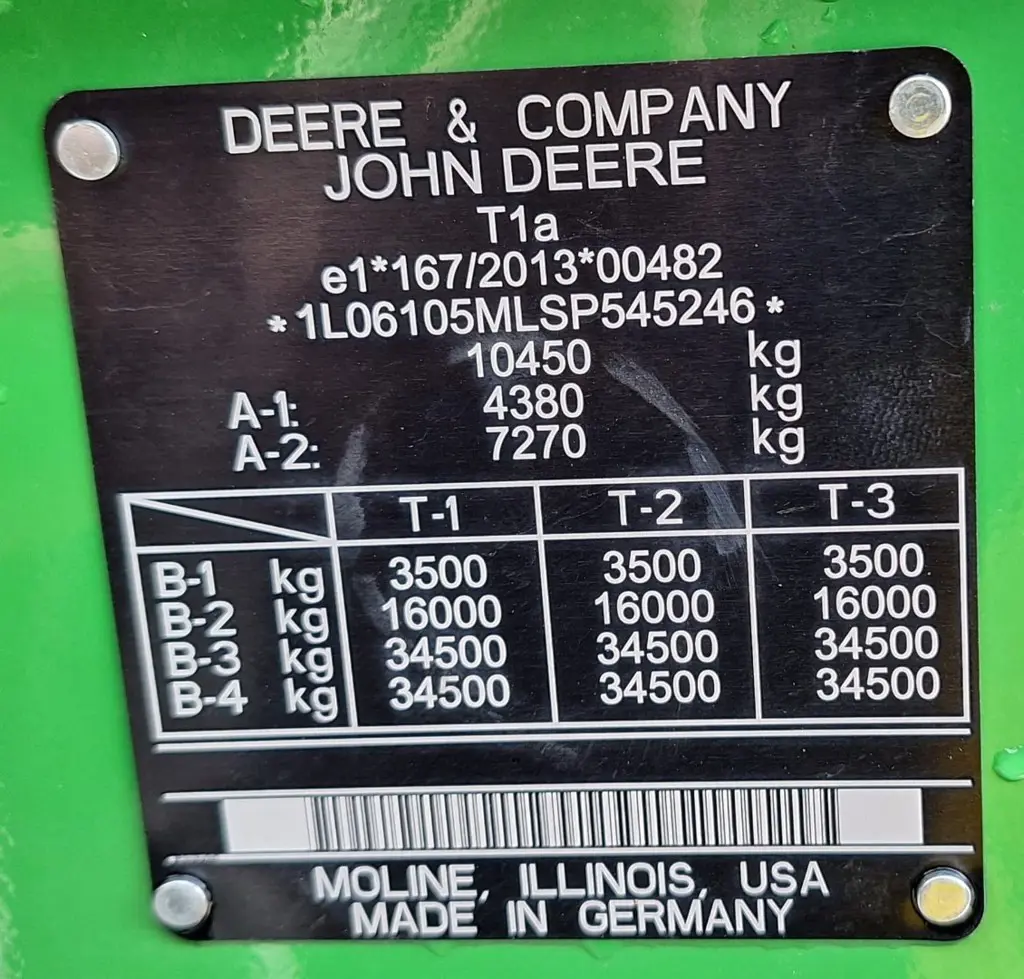 DEERE & COMPANY
JOHN DEERE
T1a
e1*167/2013*00482
*1L06105MLSP545246*
10450 kg
A-1: 4380 kg
A-2: 7270 kg
T-1 T-2 T-3
B-1 kg 3500 3500 3500
B-2 kg 16000 16000 16000
B-3 kg 34500 34500 34500
B-4 kg 34500 34500 34500
MOLINE, ILLINOIS, USA
MADE IN GERMANY